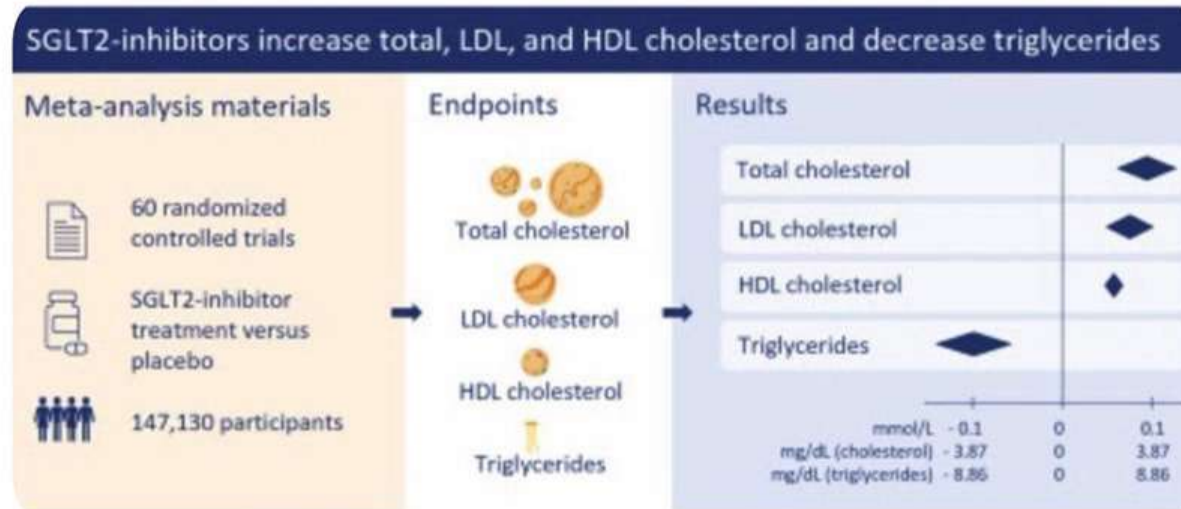 SGLT2-inhibitors increase total, LDL, and HDL cholesterol and decrease triglycerides
Meta-analysis materials
60 randomized
controlled trials
SGLT2-inhibitor
treatment versus
placebo
147,130 participants
Endpoints
Total cholesterol
LDL cholesterol
HDL cholesterol
Triglycerides
Results
Total cholesterol
LDL cholesterol
HDL cholesterol
Triglycerides
mmol/L - 0.1 0 0.1
mg/dL (cholesterol) - 3.87 0 3.87
mg/dL (triglycerides) - 8.86 0 8.86